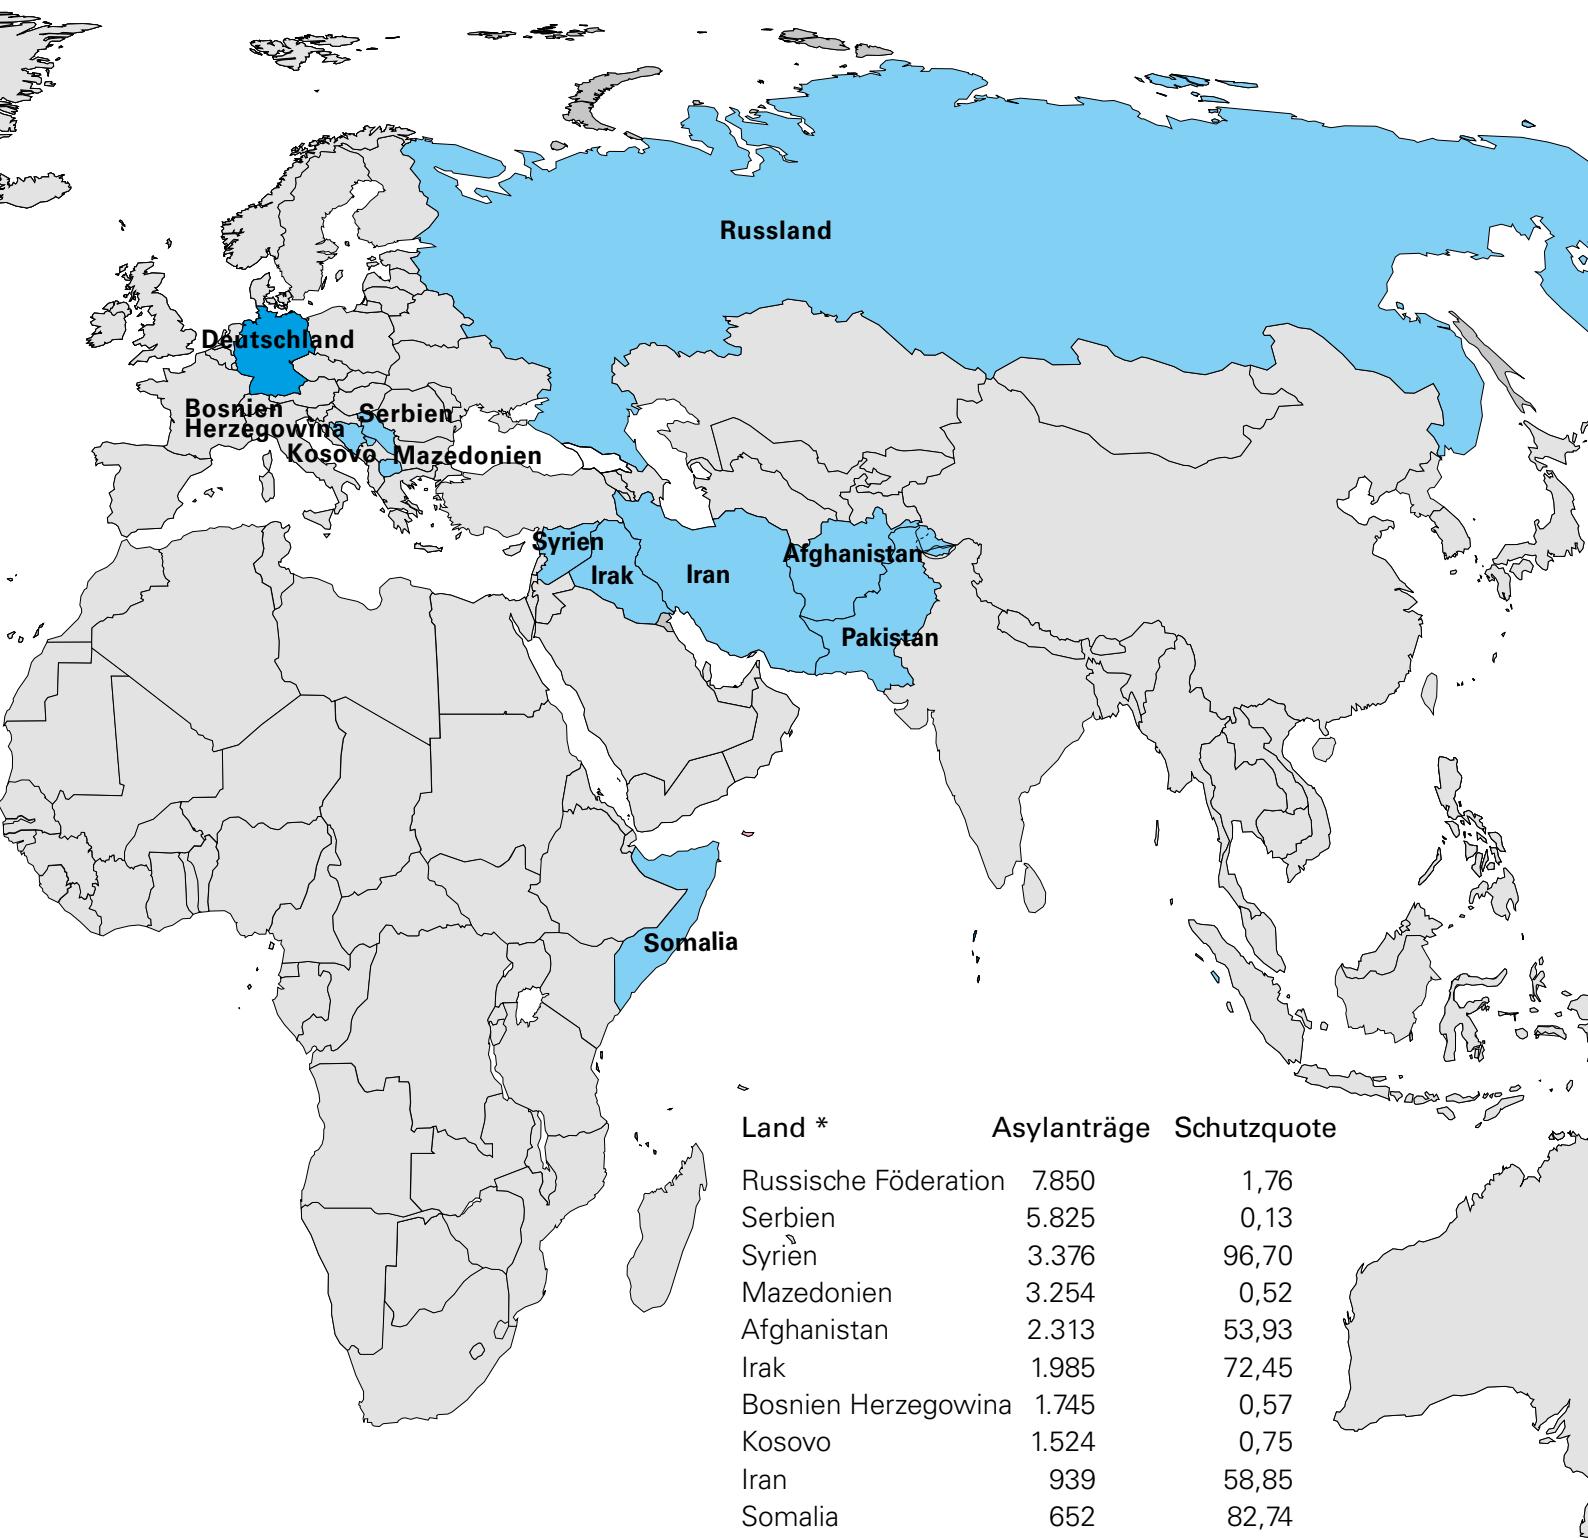 Russland
Deutschland
Bosnien
Herzegowina
Serbien
Kosovo
Mazedonien
Syrien
Irak
Iran
Afghanistan
Pakistan
Somalia
Land * Asylanträge Schutzquote
Russische Föderation 7.850 1,76
Serbien 5.825 0,13
Syrien 3.376 96,70
Mazedonien 3.254 0,52
Afghanistan 2.313 53,93
Irak 1.985 72,45
Bosnien Herzegowina 1.745 0,57
Kosovo 1.524 0,75
Iran 939 58,85
Somalia 652 82,74